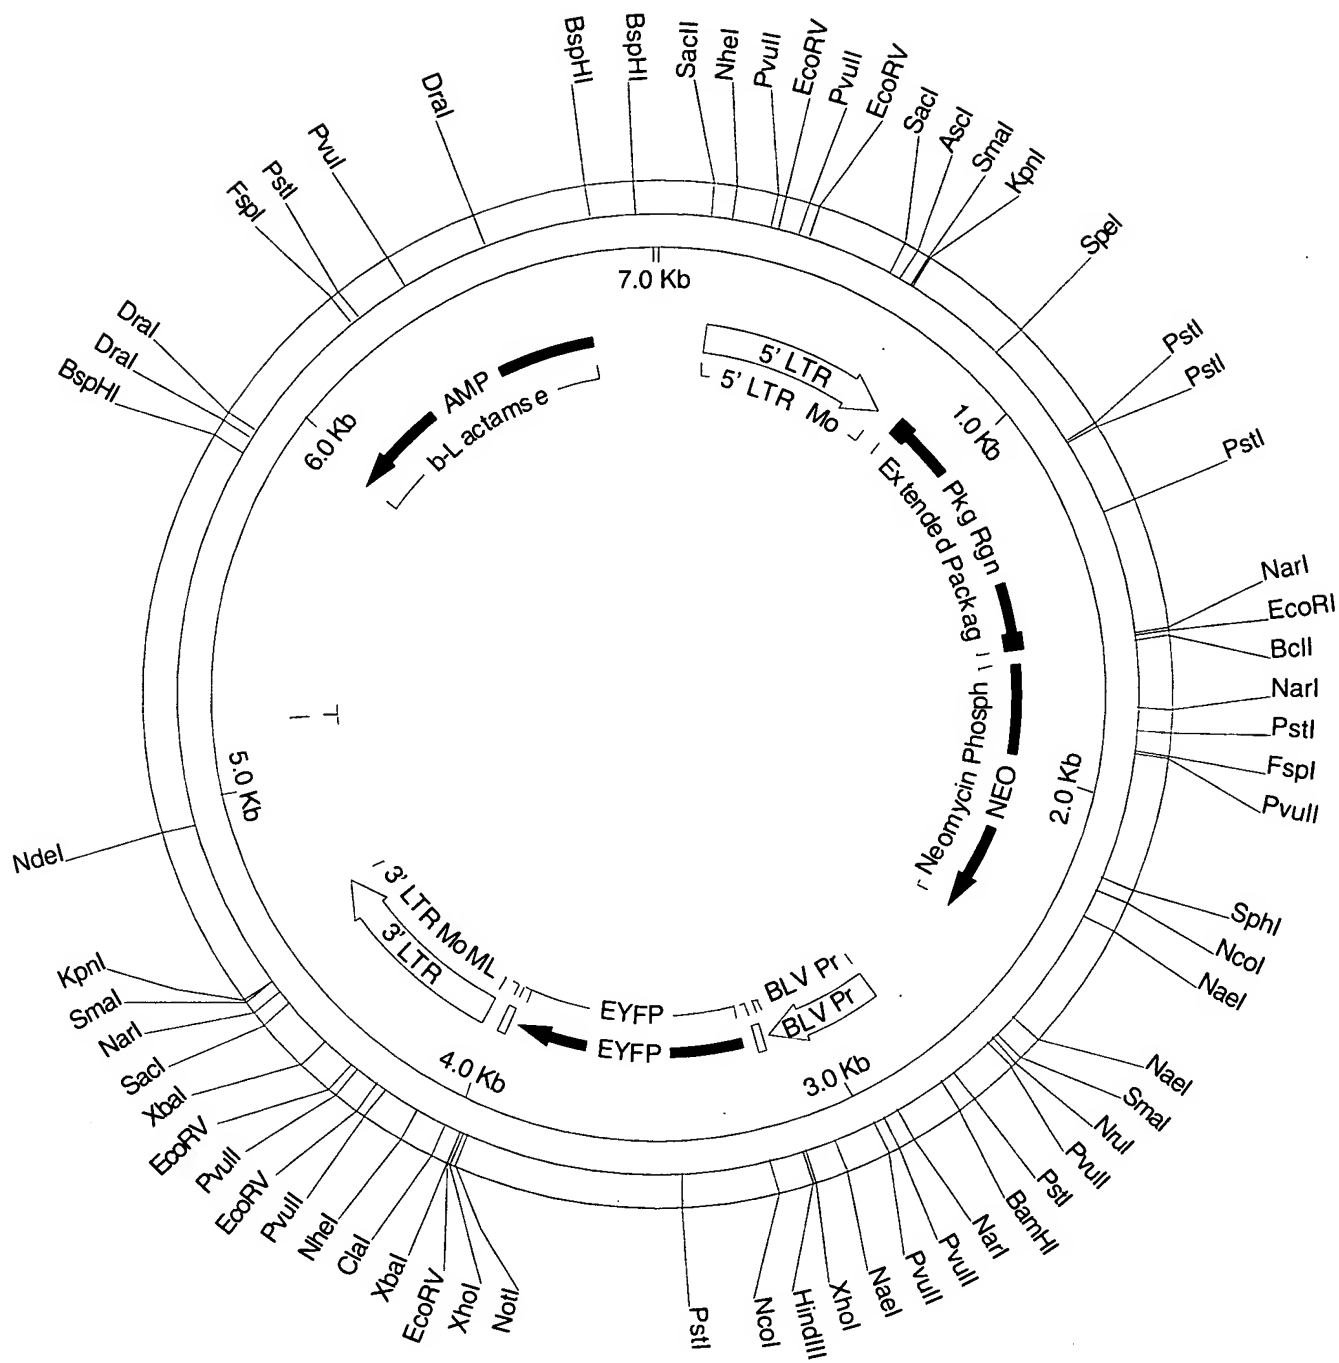 BspHI
BspHI
SacII
NheI
PvuII
EcoRV
PvuII
EcoRV
SacI
AscI
SmaI
KpnI
SpeI
PstI
PstI
PstI
NarI
EcoRI
BclI
NarI
PstI
FspI
PvuII
SphI
NcoI
NaeI
NaeI
SmaI
NruI
PvuII
PstI
BamHI
NarI
PvuII
PvuII
NaeI
XhoI
HindIII
NcoI
PstI
NotI
XhoI
EcoRV
XbaI
ClaI
NheI
PvuII
EcoRV
PvuII
EcoRV
XbaI
SacI
NarI
SmaI
KpnI
NdeI
BspHI
DraI
DraI
FspI
PstI
PvuI
DraI
7.0 Kb
1.0 Kb
2.0 Kb
3.0 Kb
4.0 Kb
5.0 Kb
6.0 Kb
5' LTR
5' LTR Mo
Pkg Rgn
Extended Packag
NEO
Neomycin Phosph
BLV Pr
BLV Pr
EYFP
EYFP
3' LTR MoML
3' LTR
AMP
b-Lactamse